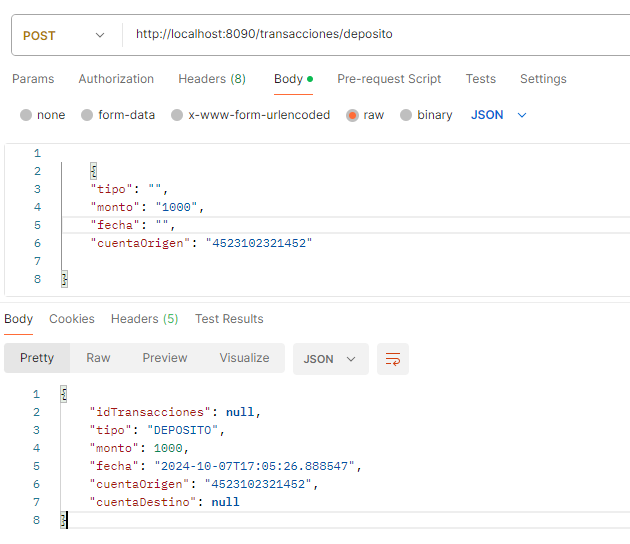 POST http://localhost:8090/transacciones/deposito
Params Authorization Headers (8) Body Pre-request Script Tests Settings
none form-data x-www-form-urlencoded raw binary JSON
1
2 {
3 "tipo": "",
4 "monto": "1000",
5 "fecha": "",
6 "cuentaOrigen": "4523102321452"
7
8 }
Body Cookies Headers (5) Test Results
Pretty Raw Preview Visualize JSON
1 {
2 "idTransacciones": null,
3 "tipo": "DEPOSITO",
4 "monto": 1000,
5 "fecha": "2024-10-07T17:05:26.888547",
6 "cuentaOrigen": "4523102321452",
7 "cuentaDestino": null
8 }